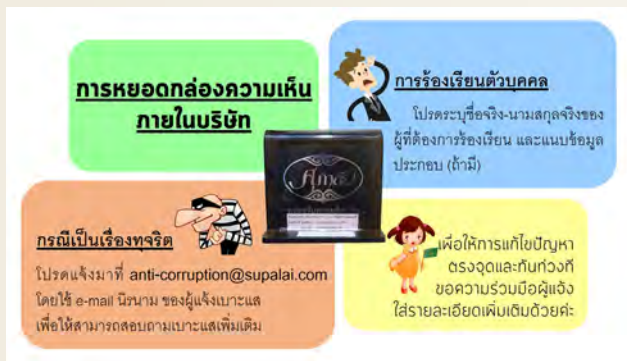 การหยอดกล่องความเห็น
ภายในบริษัท
การร้องเรียนตัวบุคคล
โปรดระบุชื่อจริง-นามสกุลจริงของ
ผู้ที่ต้องการร้องเรียน และแนบข้อมูล
ประกอบ (ถ้ามี)
กรณีเป็นเรื่องทุจริต
โปรดแจ้งมาที่ anti-corruption@supalai.com
โดยใช้ e-mail นิรนาม ของผู้แจ้งเบาะแส
เพื่อให้สามารถสอบถามเบาะแสเพิ่มเติม
เพื่อให้การแก้ไขปัญหา
ตรงจุดและทันท่วงที
ขอความร่วมมือผู้แจ้ง
ใส่รายละเอียดเพิ่มเติมด้วยค่ะ